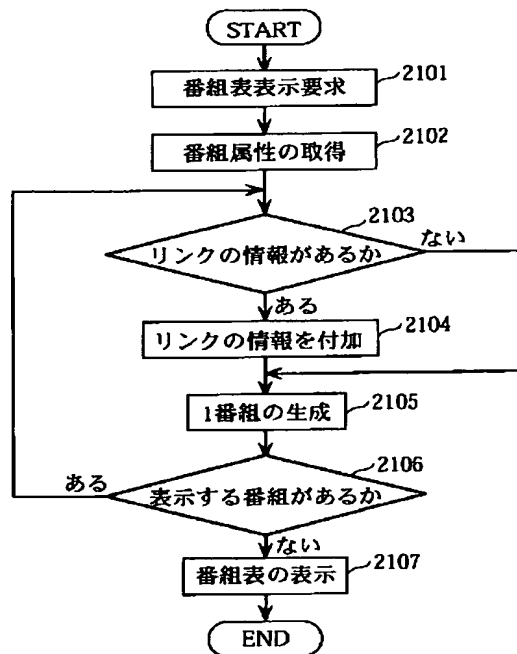 START
番組表表示要求
2101
番組属性の取得
2102
リンクの情報があるか
2103
ない
ある
リンクの情報を付加
2104
1番組の生成
2105
表示する番組があるか
2106
ある
ない
番組表の表示
2107
END